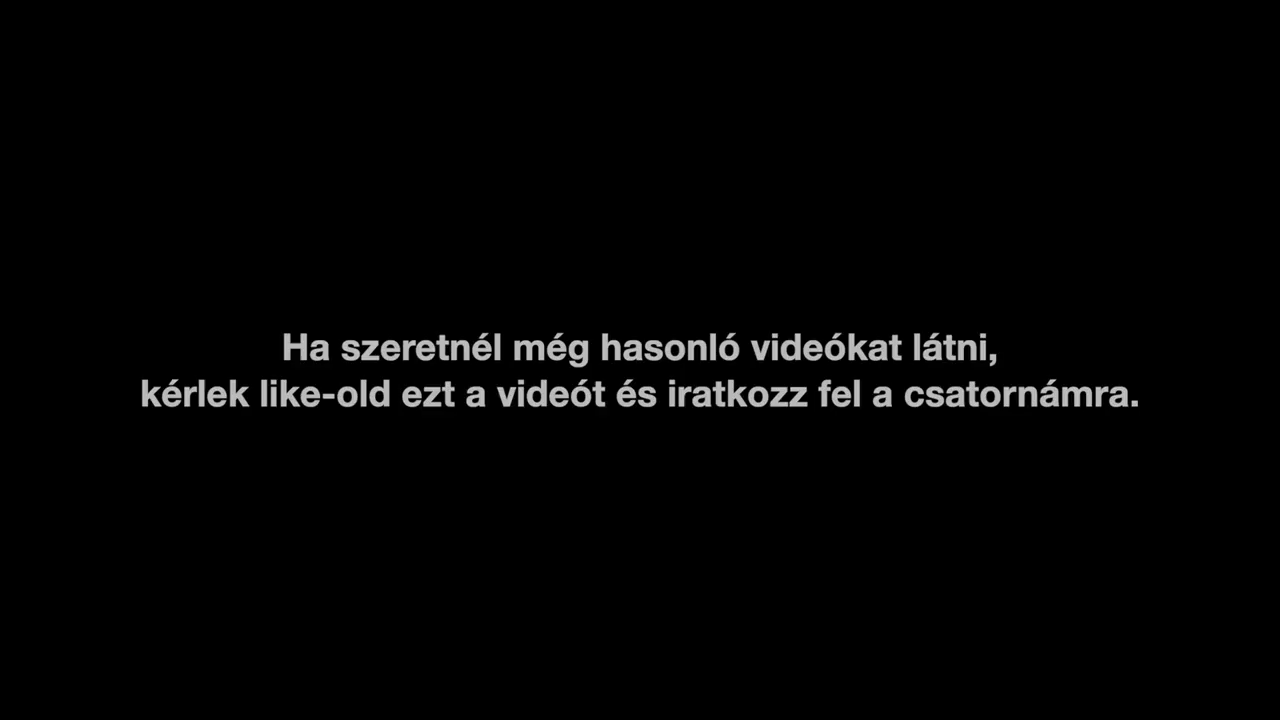 Ha szeretnél még hasonló videókat látni,
kérlek like-old ezt a videót és iratkozz fel a csatornámra.